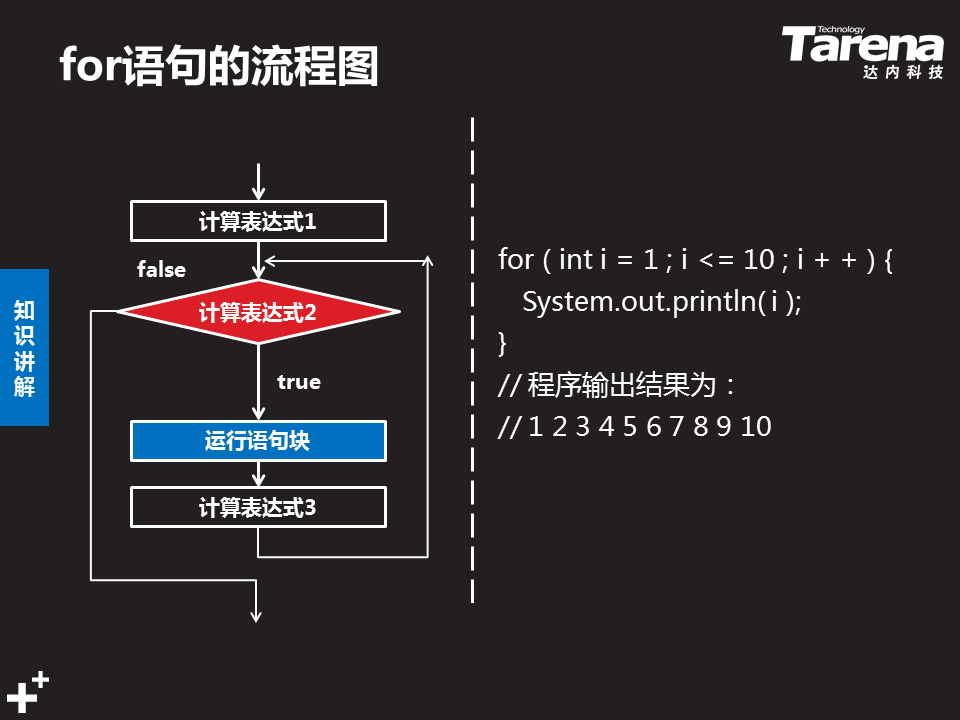 for语句的流程图
Technology
Tarena
达内科技
知识讲解
计算表达式1
false
计算表达式2
true
运行语句块
计算表达式3
for ( int i = 1 ; i <= 10 ; i + + ) {
System.out.println( i );
}
// 程序输出结果为：
// 1 2 3 4 5 6 7 8 9 10